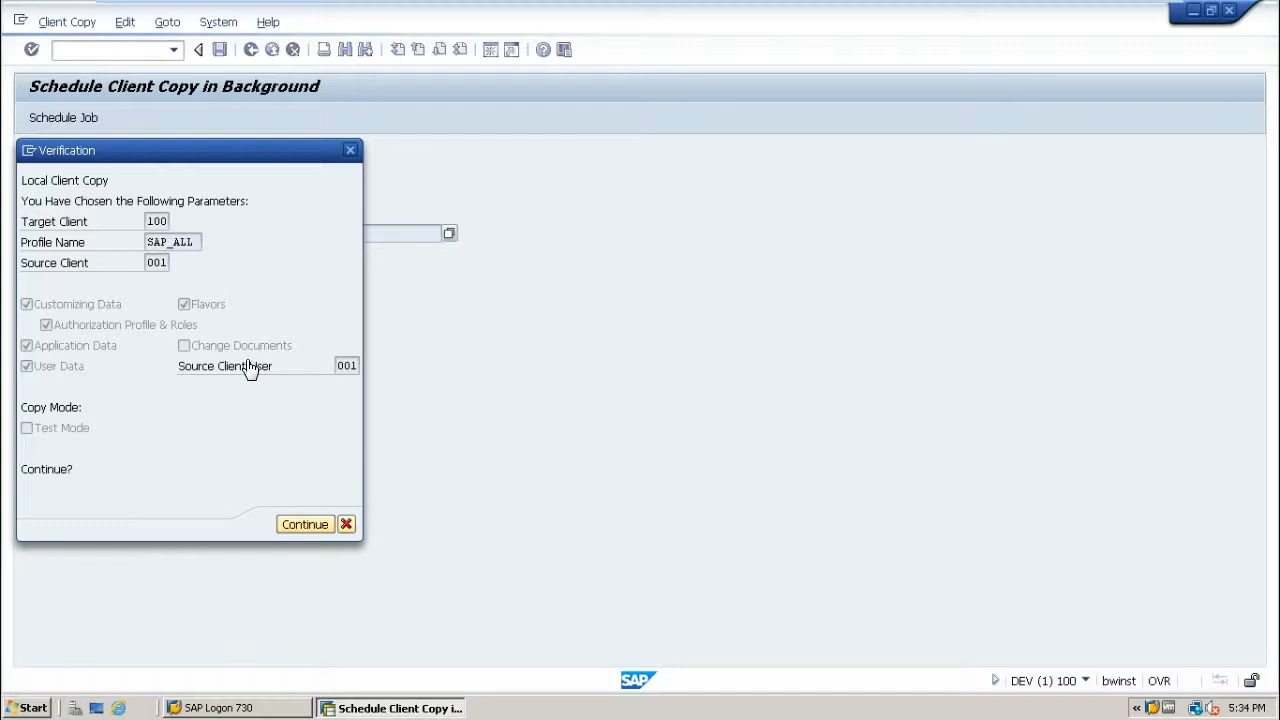 Client Copy Edit Goto System Help
Schedule Client Copy in Background
Schedule Job
Verification
Local Client Copy
You Have Chosen the Following Parameters:
Target Client 100
Profile Name SAP_ALL
Source Client 001
Customizing Data Flavors
Authorization Profile & Roles
Application Data Change Documents
User Data Source Client User 001
Copy Mode:
Test Mode
Continue?
Continue
SAP
DEV (1) 100 bwinst OVR
Start SAP Logon 730 Schedule Client Copy i... 5:34 PM